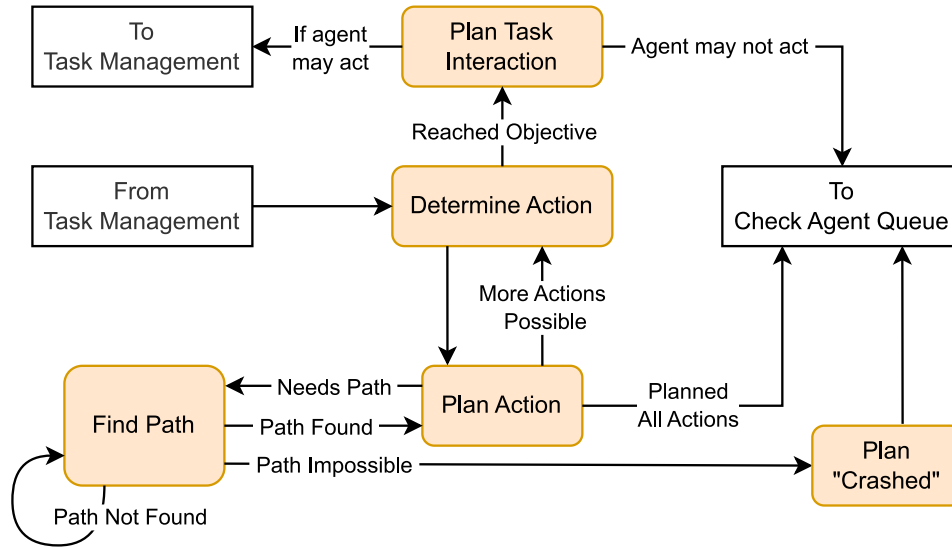 To
Task Management
If agent
may act
Plan Task
Interaction
Agent may not act
Reached Objective
From
Task Management
Determine Action
To
Check Agent Queue
More Actions
Possible
Find Path
Needs Path
Path Found
Plan Action
Planned
All Actions
Path Impossible
Plan
"Crashed"
Path Not Found